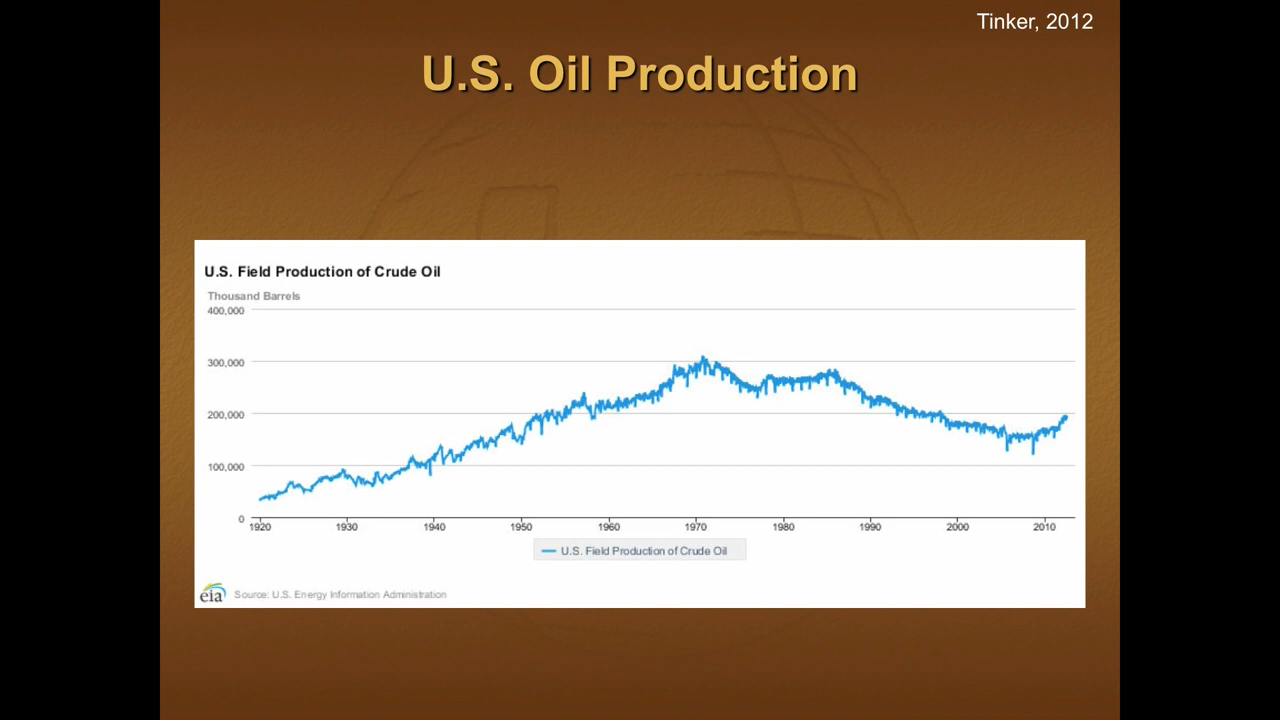 Tinker, 2012
U.S. Oil Production
U.S. Field Production of Crude Oil
Thousand Barrels
400,000
300,000
200,000
100,000
0
1920 1930 1940 1950 1960 1970 1980 1990 2000 2010
U.S. Field Production of Crude Oil
eia Source: U.S. Energy Information Administration